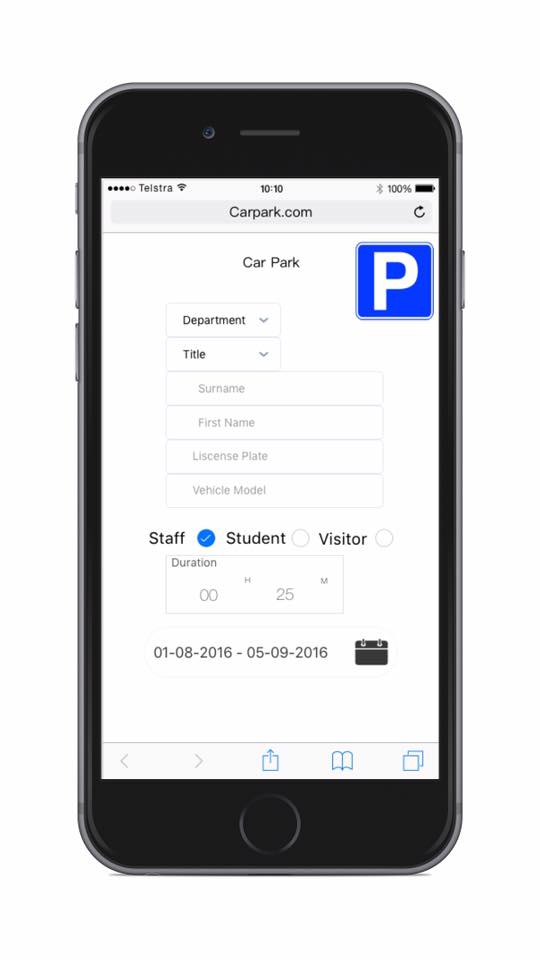 Telstra 10:10 100%
Carpark.com
Car Park
P
Department
Title
Surname
First Name
Liscense Plate
Vehicle Model
Staff Student Visitor
Duration
H M
00 25
01-08-2016 - 05-09-2016